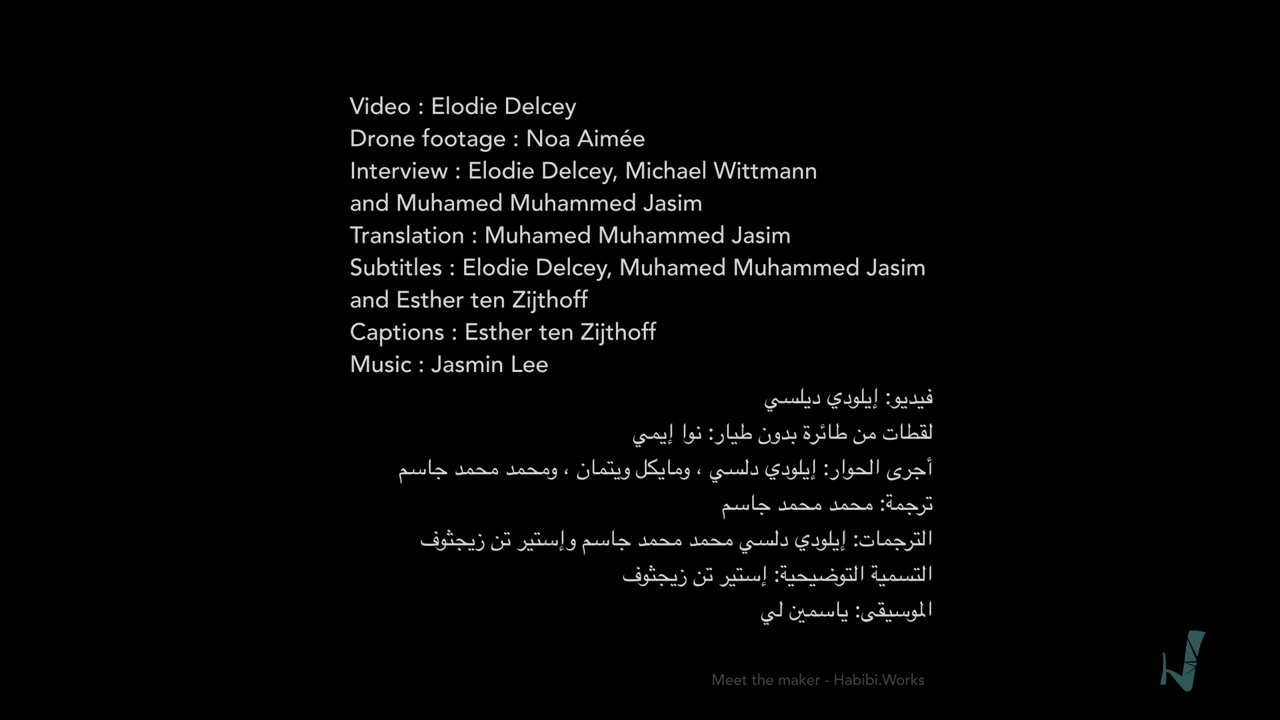 Video : Elodie Delcey
Drone footage : Noa Aimée
Interview : Elodie Delcey, Michael Wittmann
and Muhamed Muhammed Jasim
Translation : Muhamed Muhammed Jasim
Subtitles : Elodie Delcey, Muhamed Muhammed Jasim
and Esther ten Zijthoff
Captions : Esther ten Zijthoff
Music : Jasmin Lee
فيديو: إيلودي ديلسي
لقطات من طائرة بدون طيار: نوا إيمي
أجرى الحوار: إيلودي دلسي ، ومايكل ويتمان ، ومحمد محمد جاسم
ترجمة: محمد محمد جاسم
الترجمات: إيلودي دلسي محمد محمد جاسم وإستير تن زيجثوف
التسمية التوضيحية: إستير تن زيجثوف
الموسيقى: ياسمين لي
Meet the maker - Habibi.Works